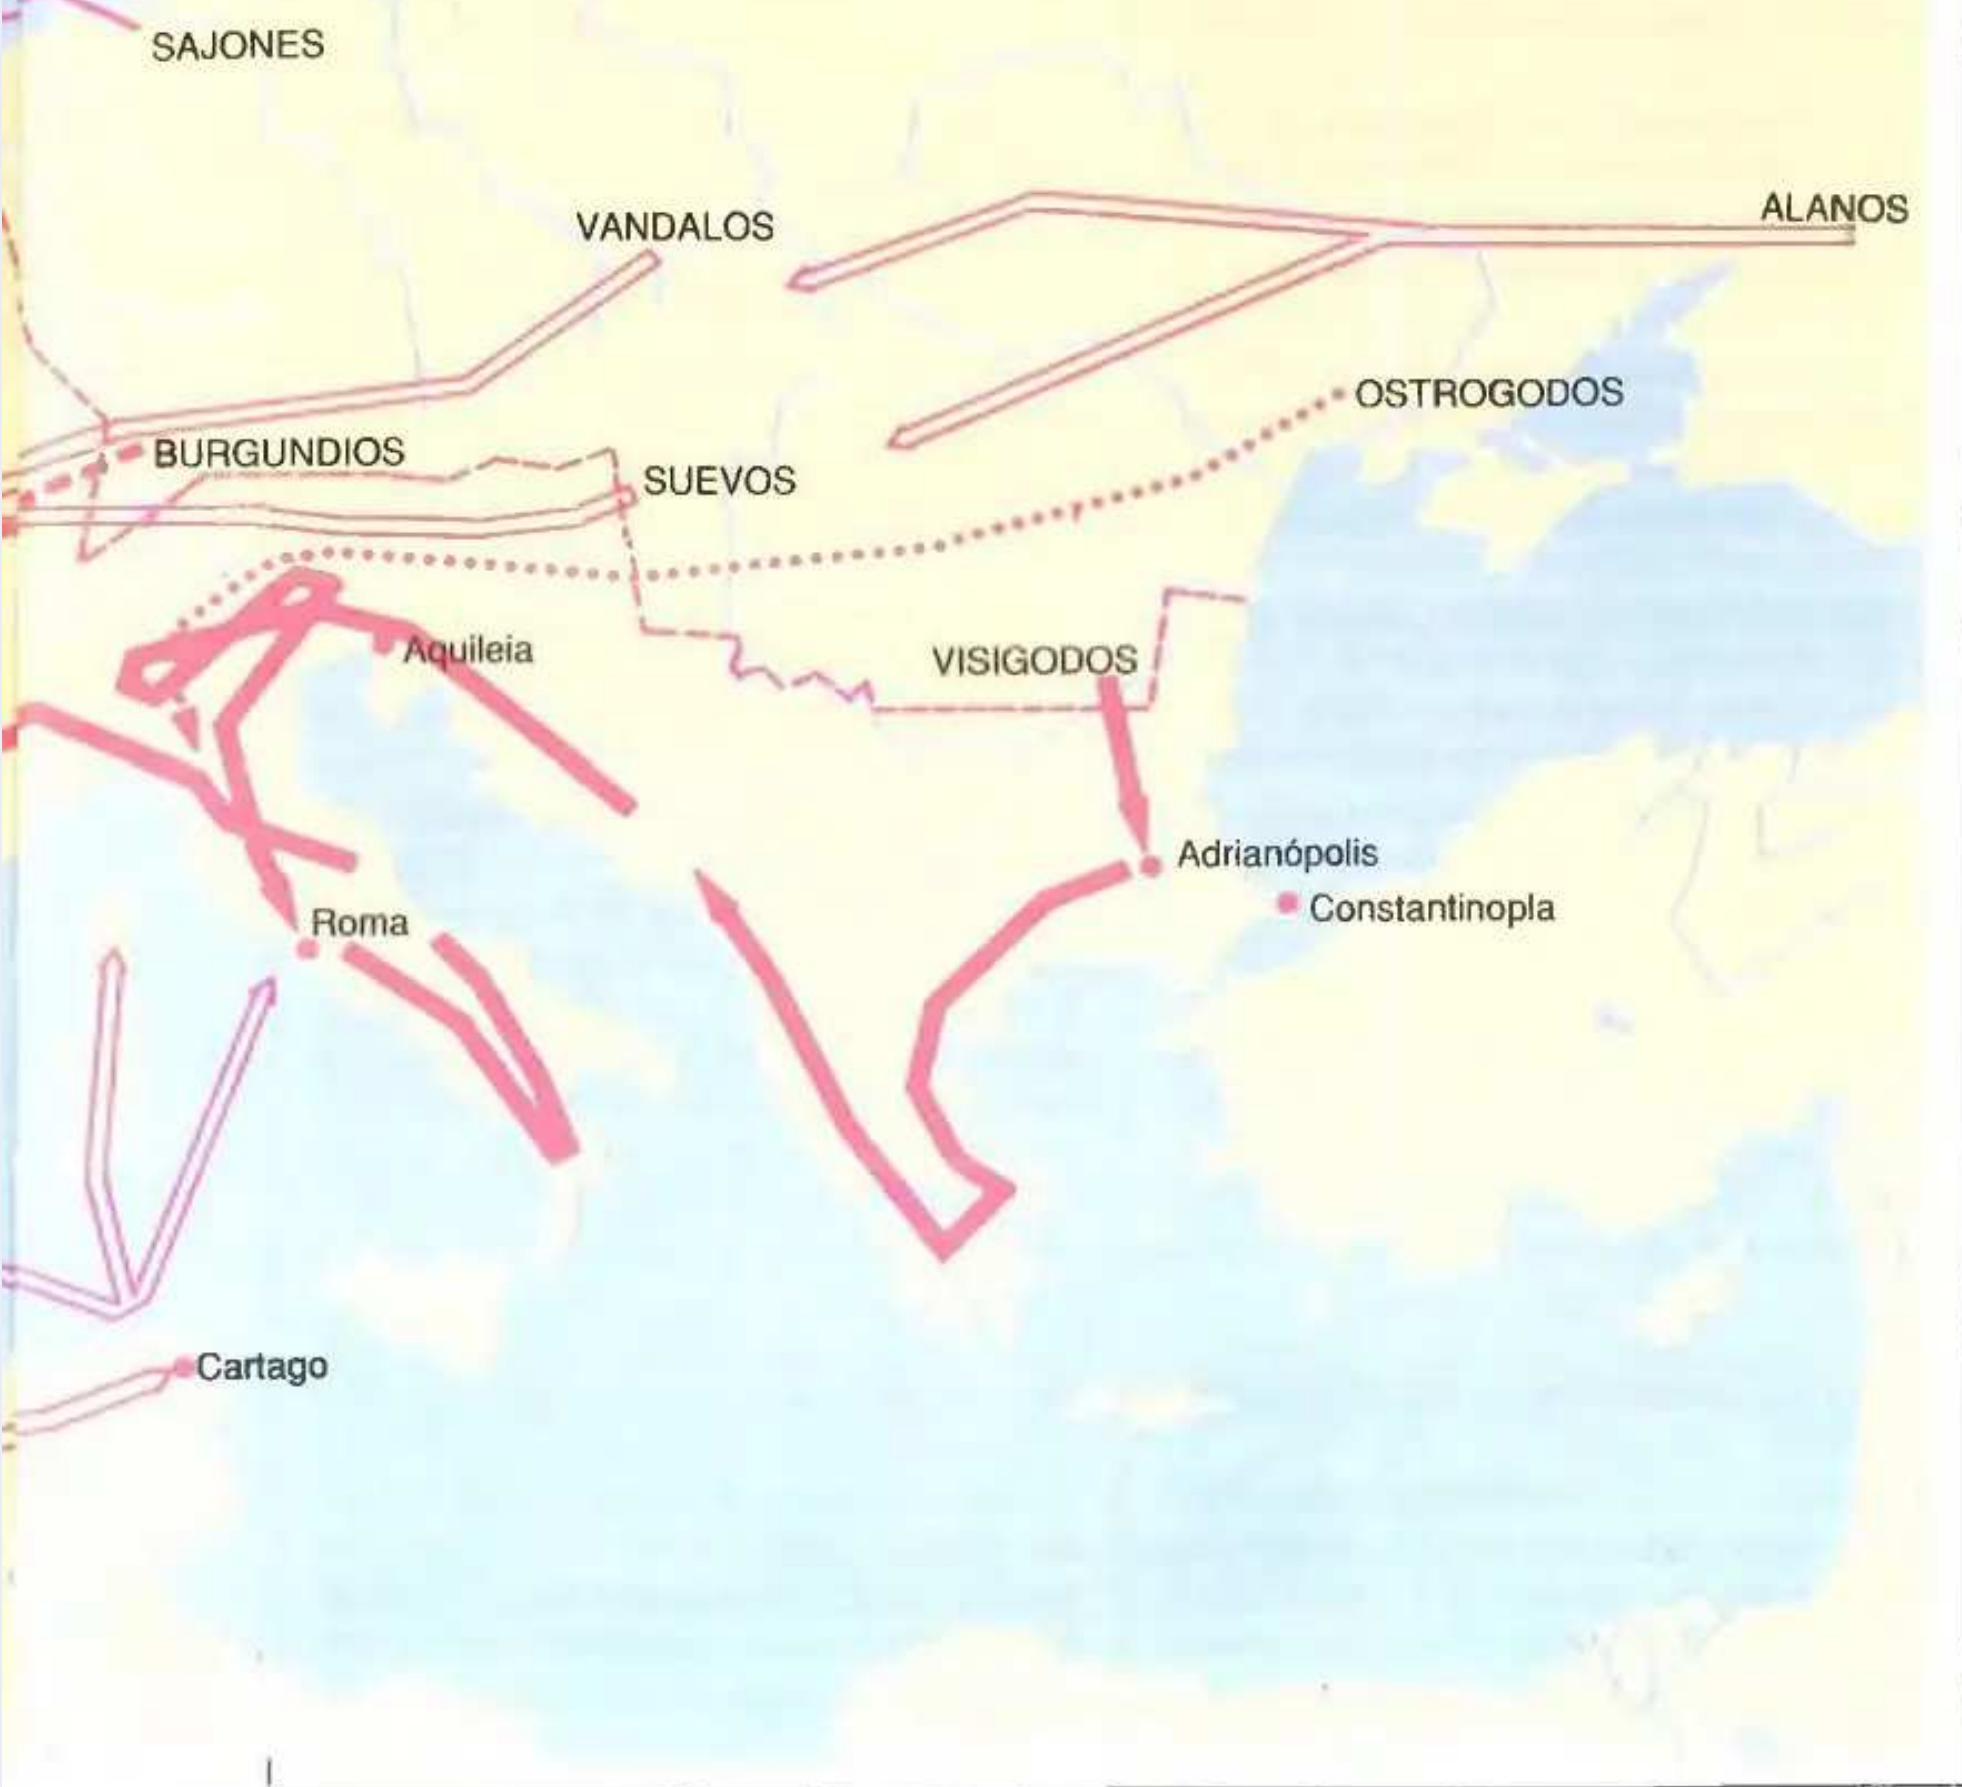 SAJONES
VANDALOS
ALANOS
OSTROGODOS
BURGUNDIOS
SUEVOS
Aquileia
VISIGODOS
Adrianópolis
Constantinopla
Roma
Cartago